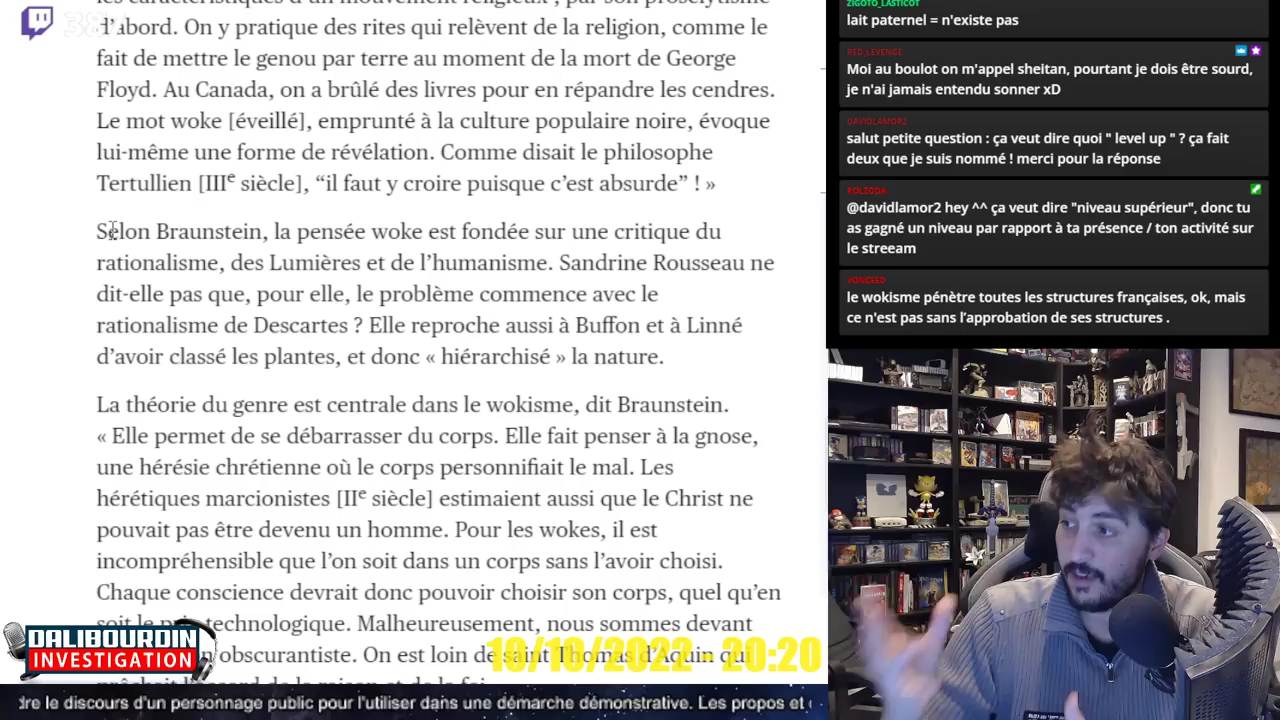 les caractéristiques d'un mouvement religieux", par son prosélytisme
d'abord. On y pratique des rites qui relèvent de la religion, comme le
fait de mettre le genou par terre au moment de la mort de George
Floyd. Au Canada, on a brûlé des livres pour en répandre les cendres.
Le mot woke [éveillé], emprunté à la culture populaire noire, évoque
lui-même une forme de révélation. Comme disait le philosophe
Tertullien [IIIe siècle], “il faut y croire puisque c’est absurde” ! »
Selon Braunstein, la pensée woke est fondée sur une critique du
rationalisme, des Lumières et de l’humanisme. Sandrine Rousseau ne
dit-elle pas que, pour elle, le problème commence avec le
rationalisme de Descartes ? Elle reproche aussi à Buffon et à Linné
d’avoir classé les plantes, et donc « hiérarchisé » la nature.
La théorie du genre est centrale dans le wokisme, dit Braunstein.
« Elle permet de se débarrasser du corps. Elle fait penser à la gnose,
une hérésie chrétienne où le corps personnifiait le mal. Les
hérétiques marcionistes [IIe siècle] estimaient aussi que le Christ ne
pouvait pas être devenu un homme. Pour les wokes, il est
incompréhensible que l’on soit dans un corps sans l’avoir choisi.
Chaque conscience devrait donc pouvoir choisir son corps, quel qu’en
soit le technologique. Malheureusement, nous sommes devant
obscurantiste. On est loin de saint Thomas d’Aquin qui
ZIGOTO_LASTICOT
lait paternel = n'existe pas
RED_LEVENGE
Moi au boulot on m'appel sheitan, pourtant je dois être sourd,
je n'ai jamais entendu sonner xD
DAVIDLAMOR2
salut petite question : ça veut dire quoi " level up " ? ça fait
deux que je suis nommé ! merci pour la réponse
ROLZODA
@davidlamor2 hey ^^ ça veut dire "niveau supérieur", donc tu
as gagné un niveau par rapport à ta présence / ton activité sur
le streeam
VONCEED
le wokisme pénètre toutes les structures françaises, ok, mais
ce n'est pas sans l’approbation de ses structures .
DALIBOURDIN
INVESTIGATION
10/10/2022 - 20:20
dre le discours d'un personnage public pour l'utiliser dans une démarche démonstrative. Les propos et